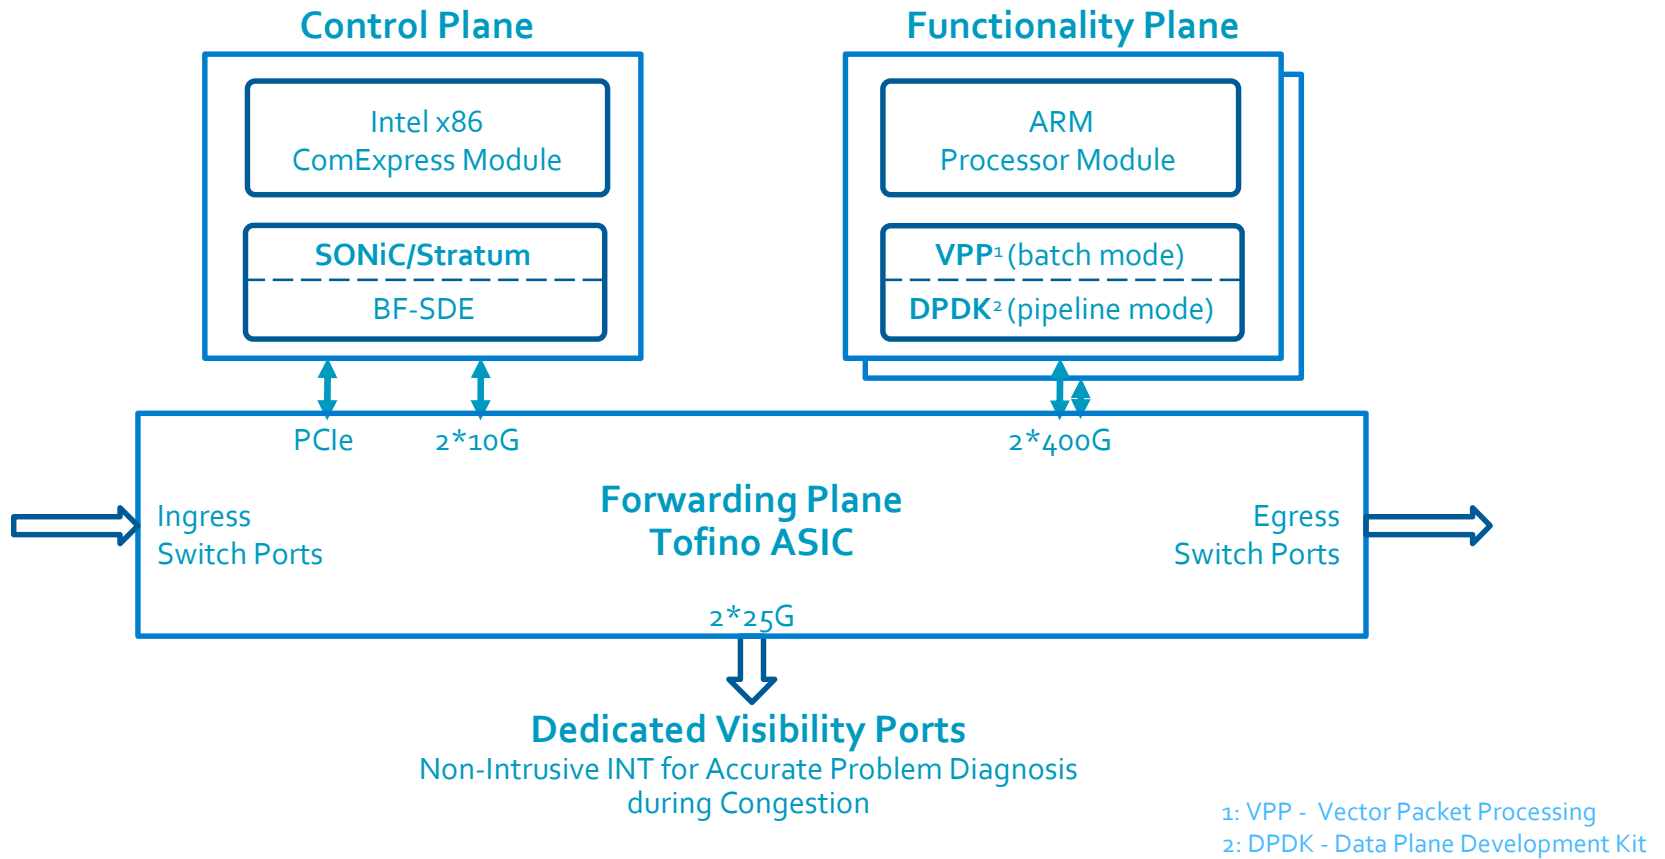 Control Plane
Functionality Plane
Intel x86
ComExpress Module
ARM
Processor Module
SONiC/Stratum
BF-SDE
VPP¹ (batch mode)
DPDK² (pipeline mode)
PCIe
2*10G
2*400G
Forwarding Plane
Tofino ASIC
Ingress
Switch Ports
Egress
Switch Ports
2*25G
Dedicated Visibility Ports
Non-Intrusive INT for Accurate Problem Diagnosis
during Congestion
1: VPP - Vector Packet Processing
2: DPDK - Data Plane Development Kit